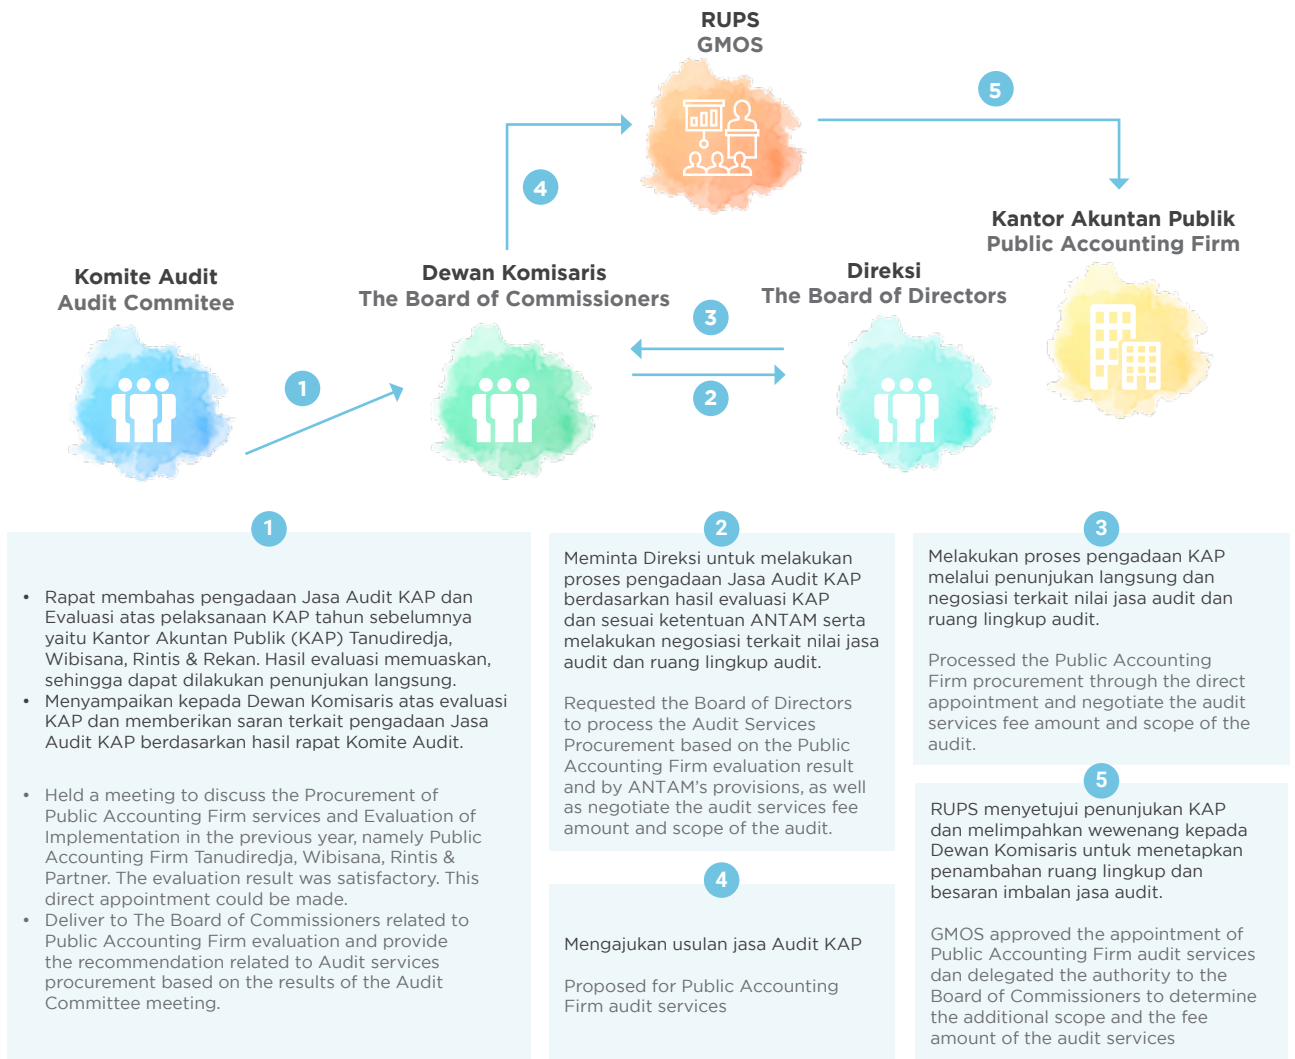 RUPS
GMOS
5
4
Kantor Akuntan Publik
Public Accounting Firm
Komite Audit
Audit Commitee
Dewan Komisaris
The Board of Commissioners
Direksi
The Board of Directors
3
1
2
1
• Rapat membahas pengadaan Jasa Audit KAP dan
Evaluasi atas pelaksanaan KAP tahun sebelumnya
yaitu Kantor Akuntan Publik (KAP) Tanudiredja,
Wibisana, Rintis & Rekan. Hasil evaluasi memuaskan,
sehingga dapat dilakukan penunjukan langsung.
• Menyampaikan kepada Dewan Komisaris atas evaluasi
KAP dan memberikan saran terkait pengadaan Jasa
Audit KAP berdasarkan hasil rapat Komite Audit.
• Held a meeting to discuss the Procurement of
Public Accounting Firm services and Evaluation of
Implementation in the previous year, namely Public
Accounting Firm Tanudiredja, Wibisana, Rintis &
Partner. The evaluation result was satisfactory. This
direct appointment could be made.
• Deliver to The Board of Commissioners related to
Public Accounting Firm evaluation and provide
the recommendation related to Audit services
procurement based on the results of the Audit
Committee meeting.
2
Meminta Direksi untuk melakukan
proses pengadaan Jasa Audit KAP
berdasarkan hasil evaluasi KAP
dan sesuai ketentuan ANTAM serta
melakukan negosiasi terkait nilai jasa
audit dan ruang lingkup audit.
Requested the Board of Directors
to process the Audit Services
Procurement based on the Public
Accounting Firm evaluation result
and by ANTAM's provisions, as well
as negotiate the audit services fee
amount and scope of the audit.
3
Melakukan proses pengadaan KAP
melalui penunjukan langsung dan
negosiasi terkait nilai jasa audit dan
ruang lingkup audit.
Processed the Public Accounting
Firm procurement through the direct
appointment and negotiate the audit
services fee amount and scope of the
audit.
4
Mengajukan usulan jasa Audit KAP
Proposed for Public Accounting
Firm audit services
5
RUPS menyetujui penunjukan KAP
dan melimpahkan wewenang kepada
Dewan Komisaris untuk menetapkan
penambahan ruang lingkup dan
besaran imbalan jasa audit.
GMOS approved the appointment of
Public Accounting Firm audit services
dan delegated the authority to the
Board of Commissioners to determine
the additional scope and the fee
amount of the audit services